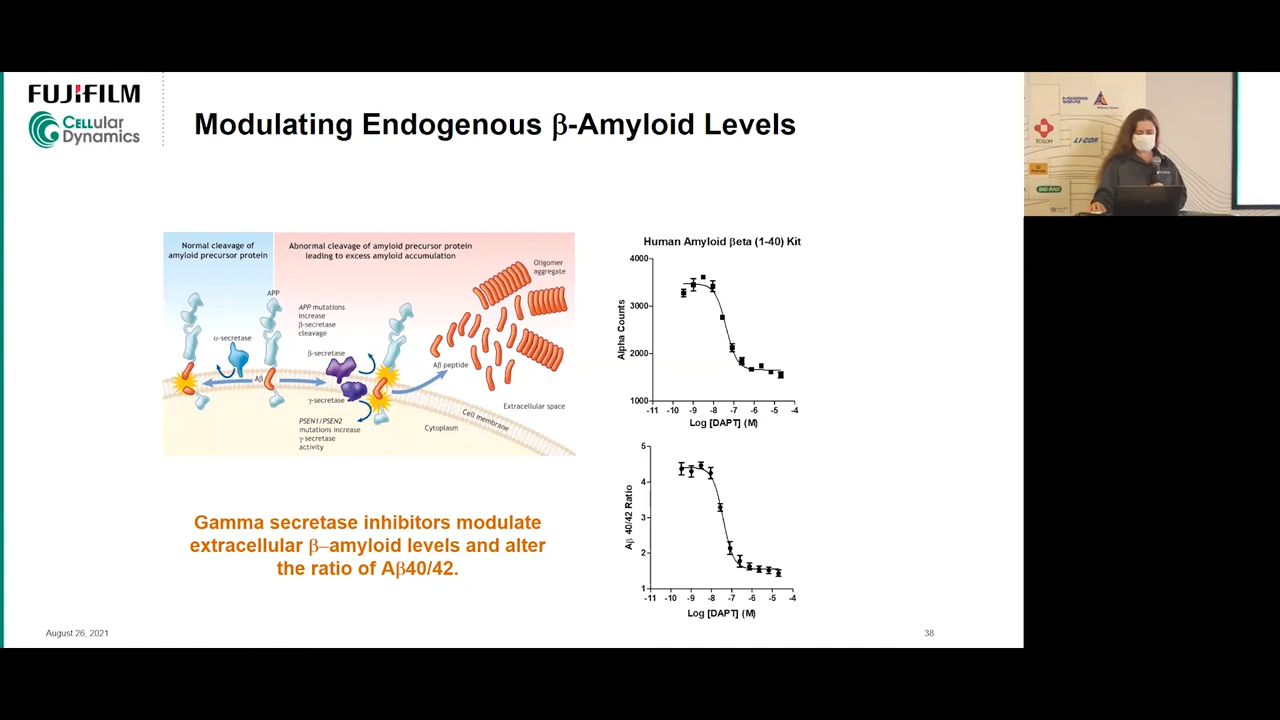 FUJIFILM
CELLular
Dynamics
Modulating Endogenous β-Amyloid Levels
Normal cleavage of
amyloid precursor protein
Abnormal cleavage of amyloid precursor protein
leading to excess amyloid accumulation
Oligomer
aggregate
APP
APP mutations
increase
β-secretase
cleavage
α-secretase
β-secretase
Aβ peptide
Aβ
γ-secretase
Extracellular space
Cell membrane
PSEN1/PSEN2
mutations increase
γ-secretase
activity
Cytoplasm
Human Amyloid βeta (1-40) Kit
4000
3000
2000
1000
Alpha Counts
-11 -10 -9 -8 -7 -6 -5 -4
Log [DAPT] (M)
5
4
3
2
1
Aβ 40/42 Ratio
-11 -10 -9 -8 -7 -6 -5 -4
Log [DAPT] (M)
Gamma secretase inhibitors modulate
extracellular β–amyloid levels and alter
the ratio of Aβ40/42.
August 26, 2021
38
TOSOH
LI-COR
BIO-RAD